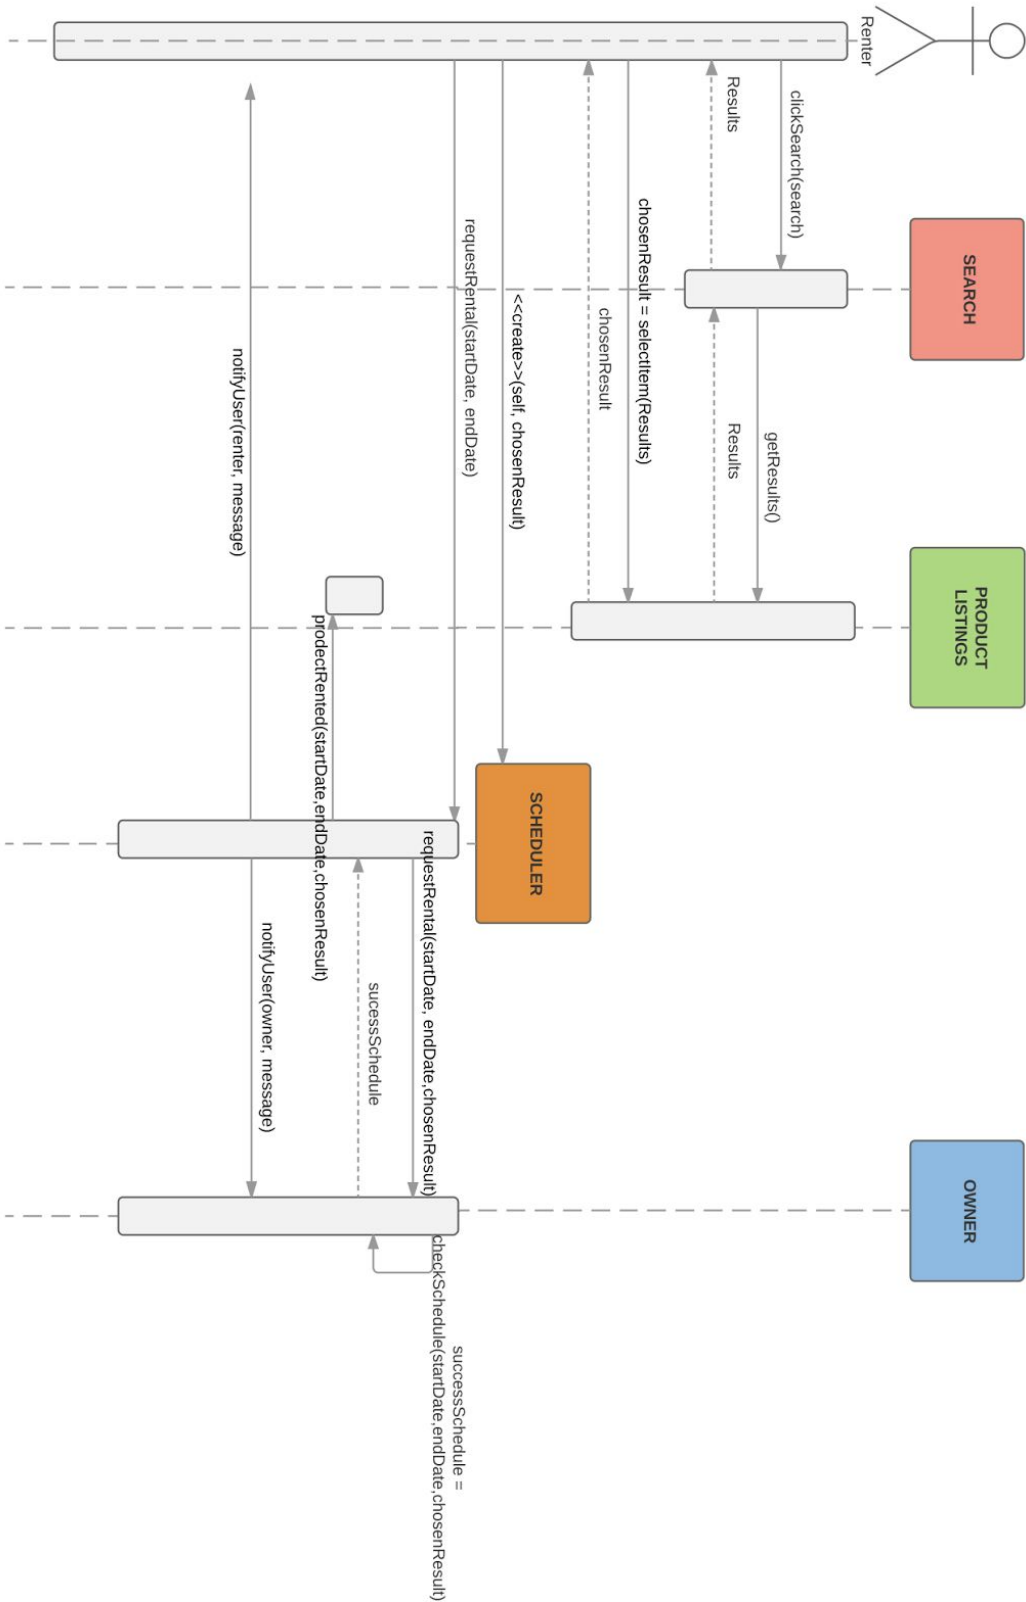 Renter
SEARCH
PRODUCT
LISTINGS
OWNER
clickSearch(search)
getResults()
Results
Results
chosenResult = selectItem(Results)
chosenResult
SCHEDULER
<<create>>(self, chosenResult)
requestRental(startDate, endDate)
requestRental(startDate, endDate,chosenResult)
successSchedule =
checkSchedule(startDate,endDate,chosenResult)
sucessSchedule
prodectRented(startDate,endDate,chosenResult)
notifyUser(renter, message)
notifyUser(owner, message)